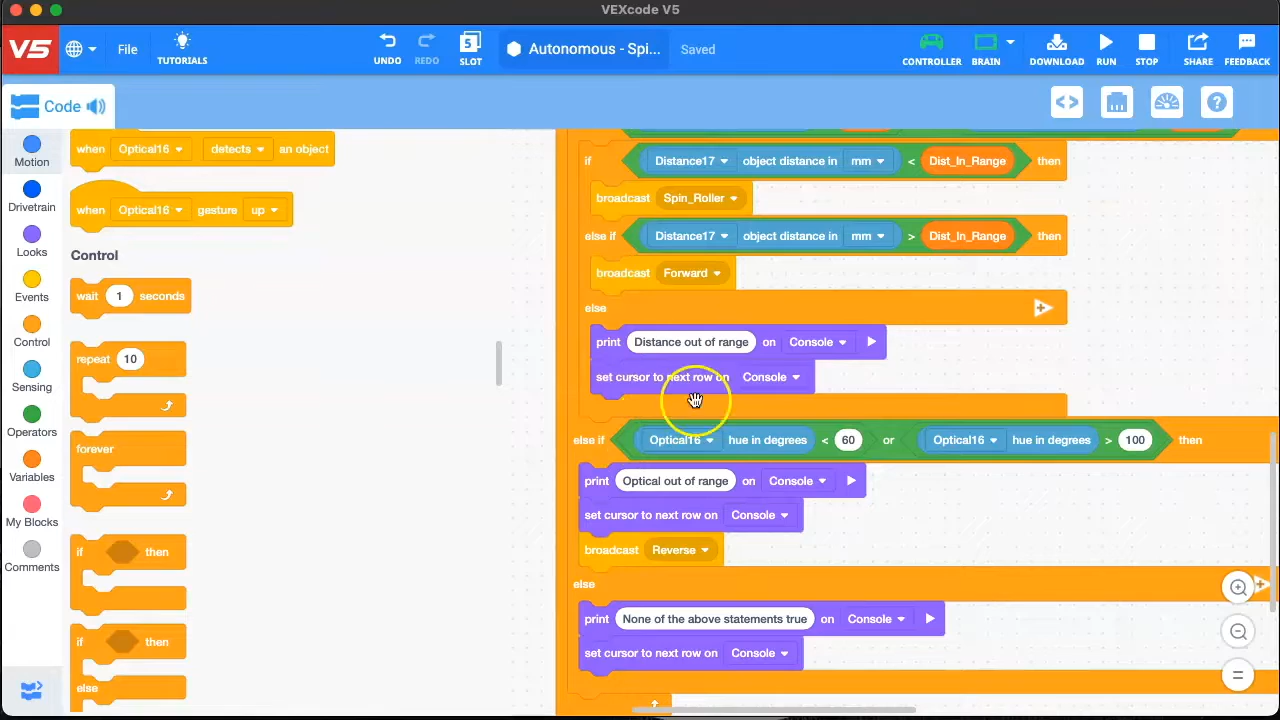 VEXcode V5
V5 File TUTORIALS UNDO REDO 5 SLOT Autonomous - Spi... Saved CONTROLLER BRAIN DOWNLOAD RUN STOP SHARE FEEDBACK
Code
Motion
Drivetrain
Looks
Events
Control
Sensing
Operators
Variables
My Blocks
Comments
when Optical16 detects an object
when Optical16 gesture up
Control
wait 1 seconds
repeat 10
forever
if then
if then
else
if Distance17 object distance in mm < Dist_In_Range then
broadcast Spin_Roller
else if Distance17 object distance in mm > Dist_In_Range then
broadcast Forward
else
print Distance out of range on Console
set cursor to next row on Console
else if Optical16 hue in degrees < 60 or Optical16 hue in degrees > 100 then
print Optical out of range on Console
set cursor to next row on Console
broadcast Reverse
else
print None of the above statements true on Console
set cursor to next row on Console